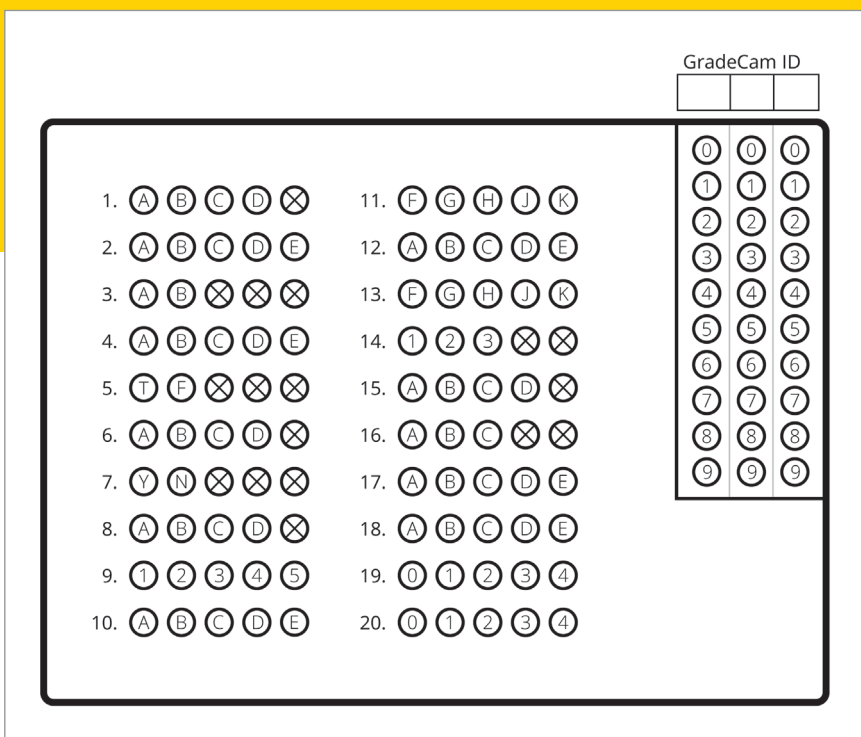 GradeCam ID
0 0 0
1 1 1
2 2 2
3 3 3
4 4 4
5 5 5
6 6 6
7 7 7
8 8 8
9 9 9
1. A B C D
2. A B C D E
3. A B
4. A B C D E
5. T F
6. A B C D
7. Y N
8. A B C D
9. 1 2 3 4 5
10. A B C D E
11. F G H J K
12. A B C D E
13. F G H J K
14. 1 2 3
15. A B C D
16. A B C
17. A B C D E
18. A B C D E
19. 0 1 2 3 4
20. 0 1 2 3 4